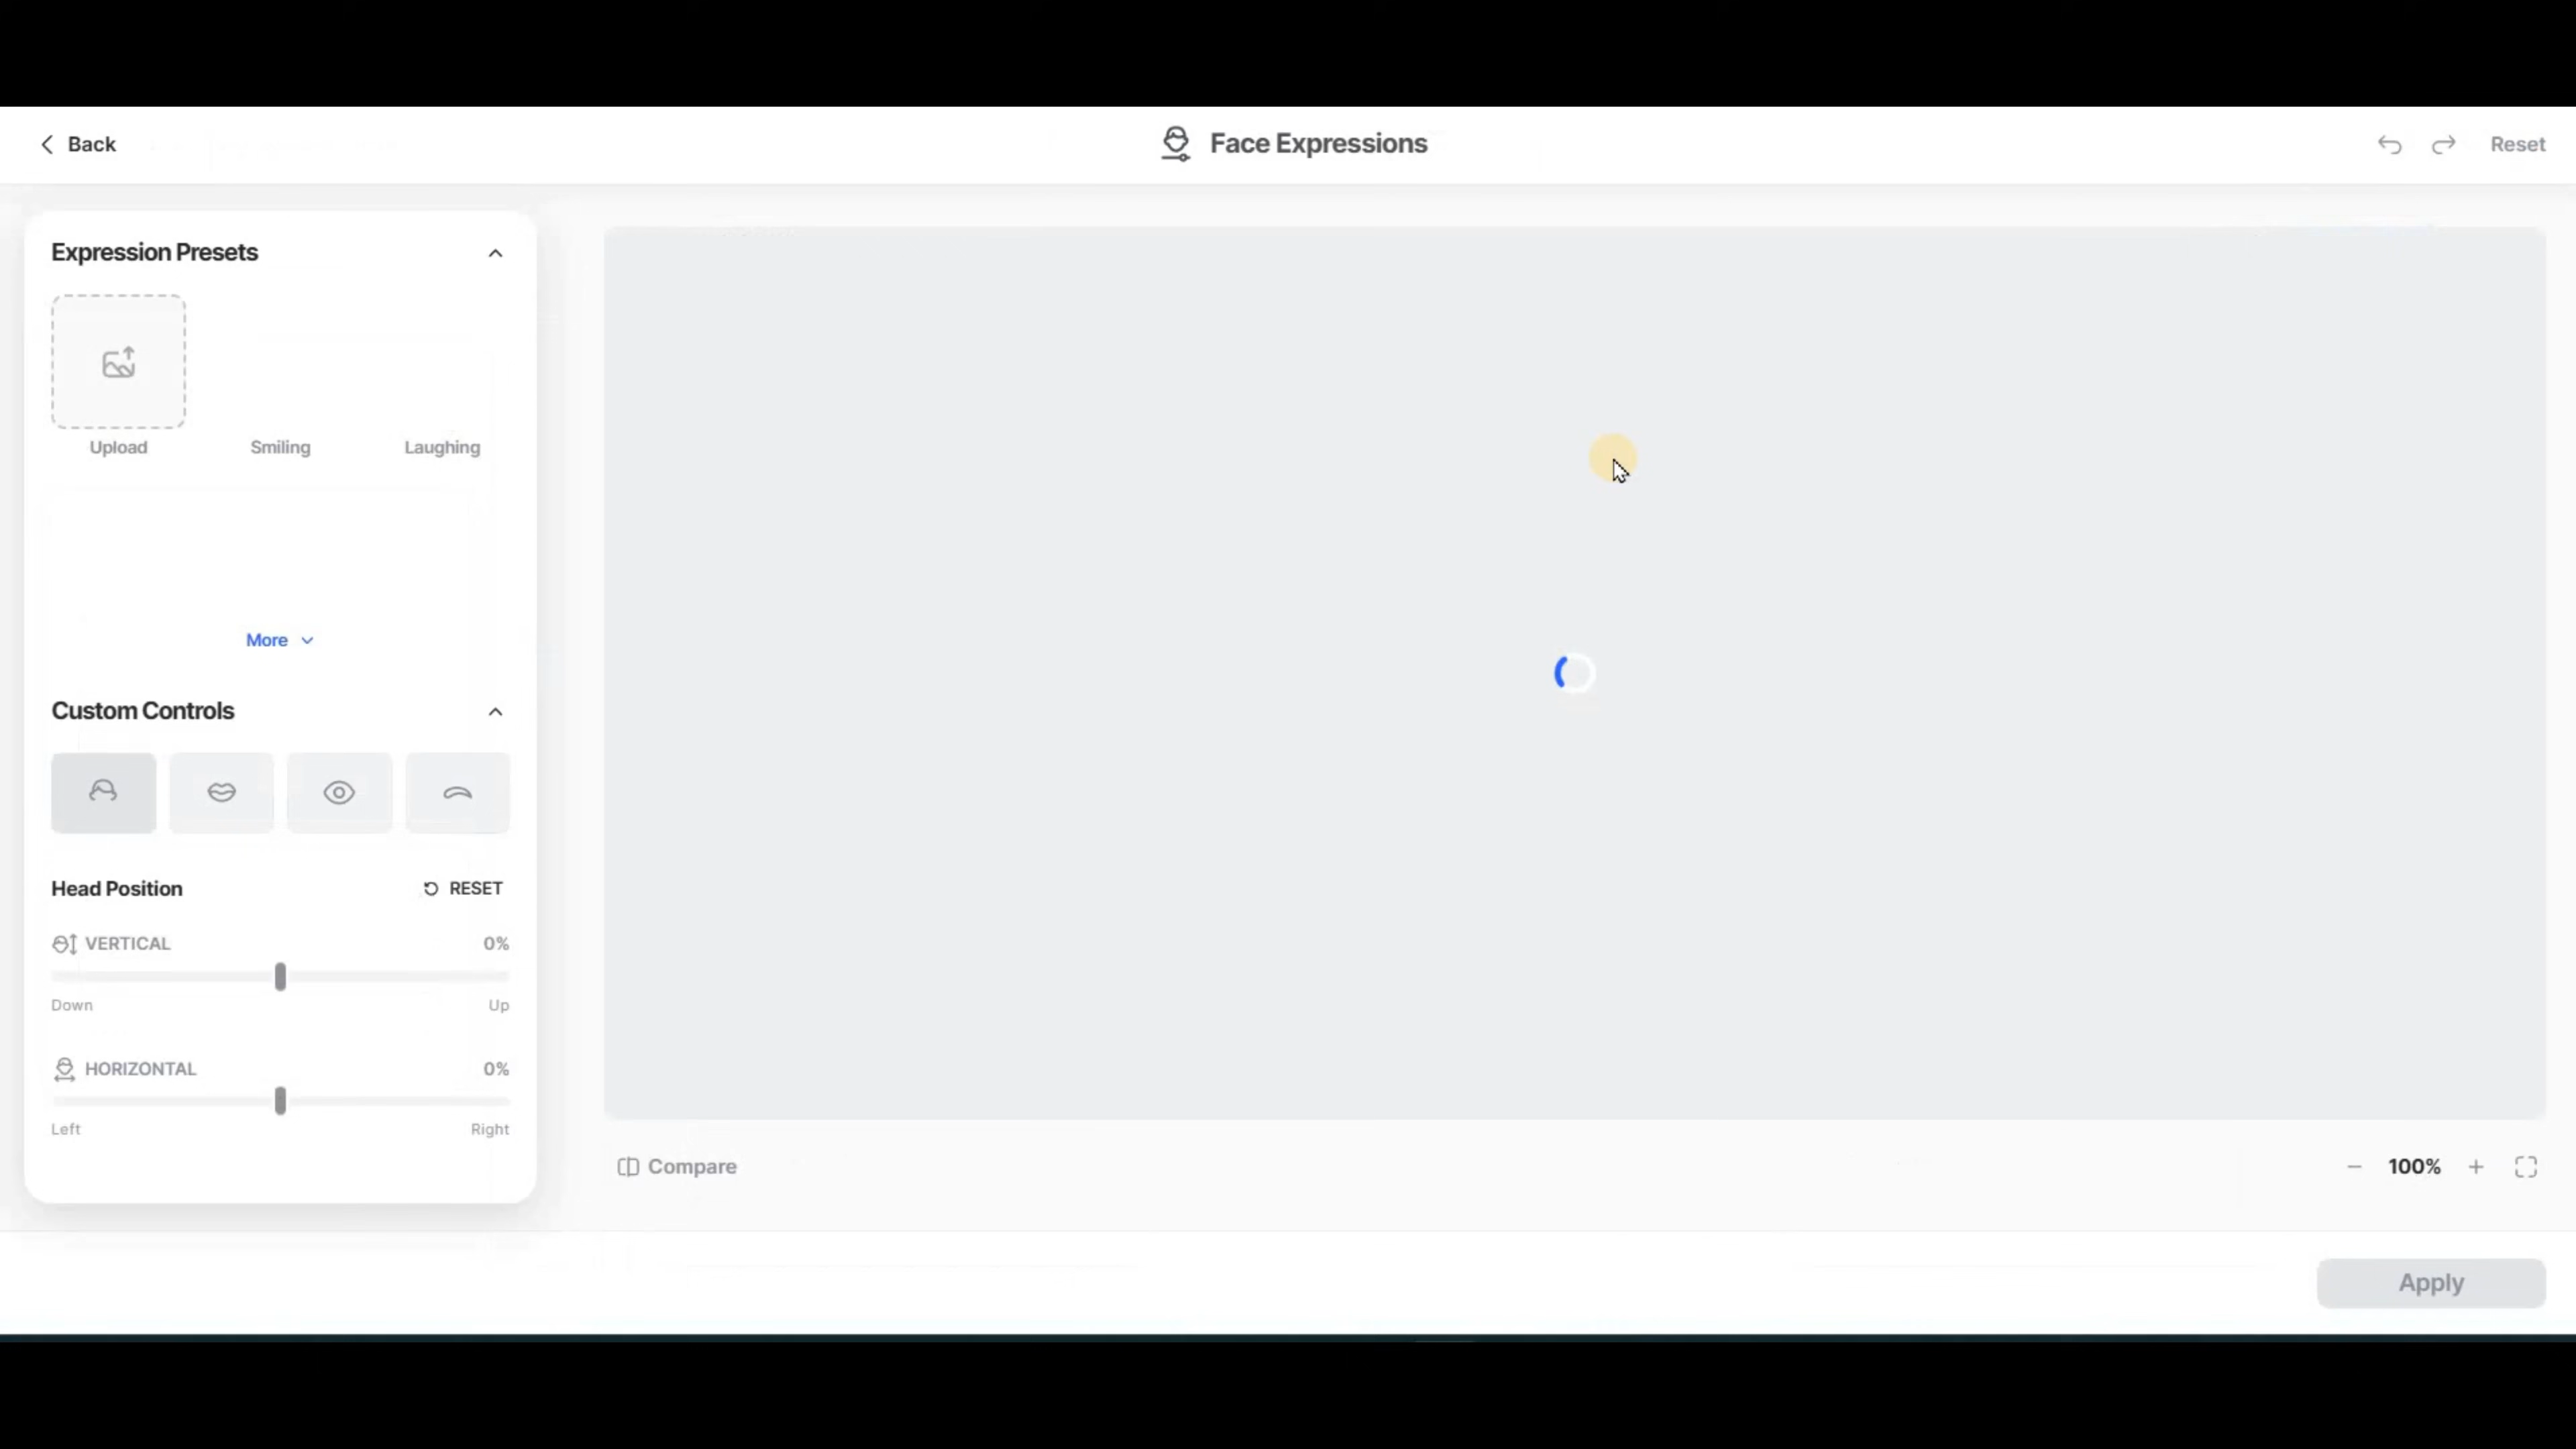 Back
Face Expressions
Reset
Expression Presets
Upload
Smiling
Laughing
More
Custom Controls
Head Position
RESET
VERTICAL
0%
Down
Up
HORIZONTAL
0%
Left
Right
Compare
100%
Apply